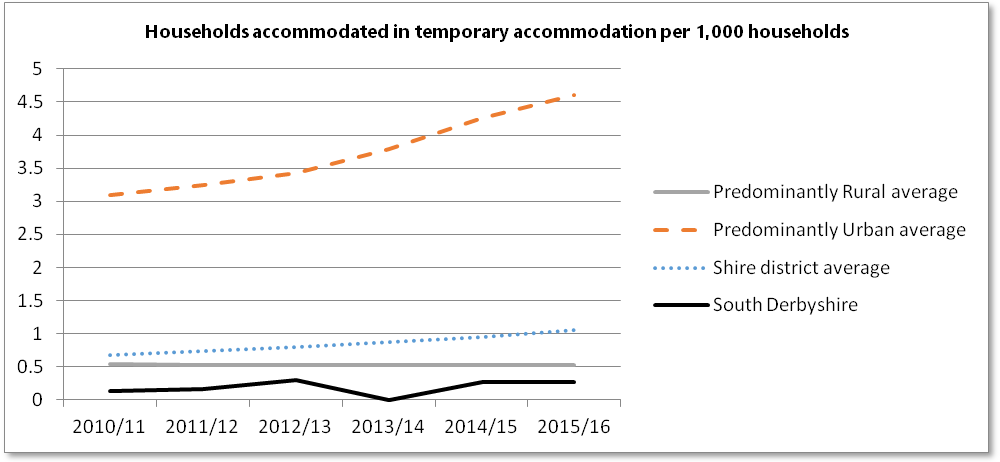 Households accommodated in temporary accommodation per 1,000 households
5
4.5
4
3.5
3
2.5
2
1.5
1
0.5
0
2010/11 2011/12 2012/13 2013/14 2014/15 2015/16
Predominantly Rural average
Predominantly Urban average
Shire district average
South Derbyshire